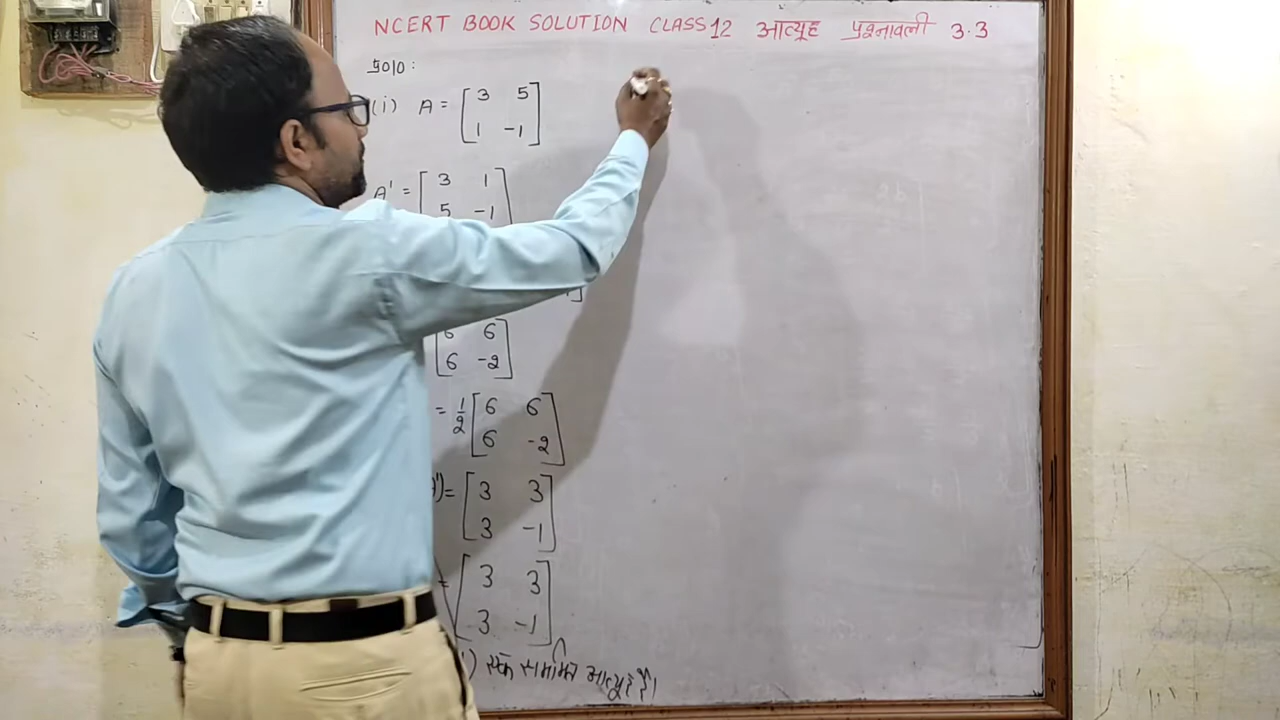 NCERT BOOK SOLUTION CLASS 12 आव्यूह प्रश्नावली 3.3
प्र०10:
(i) A = [3 5
1 -1]
A' = [3 1
5 -1]
[6 6
6 -2]
= 1/2 [6 6
6 -2]
') = [3 3
3 -1]
= [3 3
3 -1]
') एक सममित आव्यूह है।